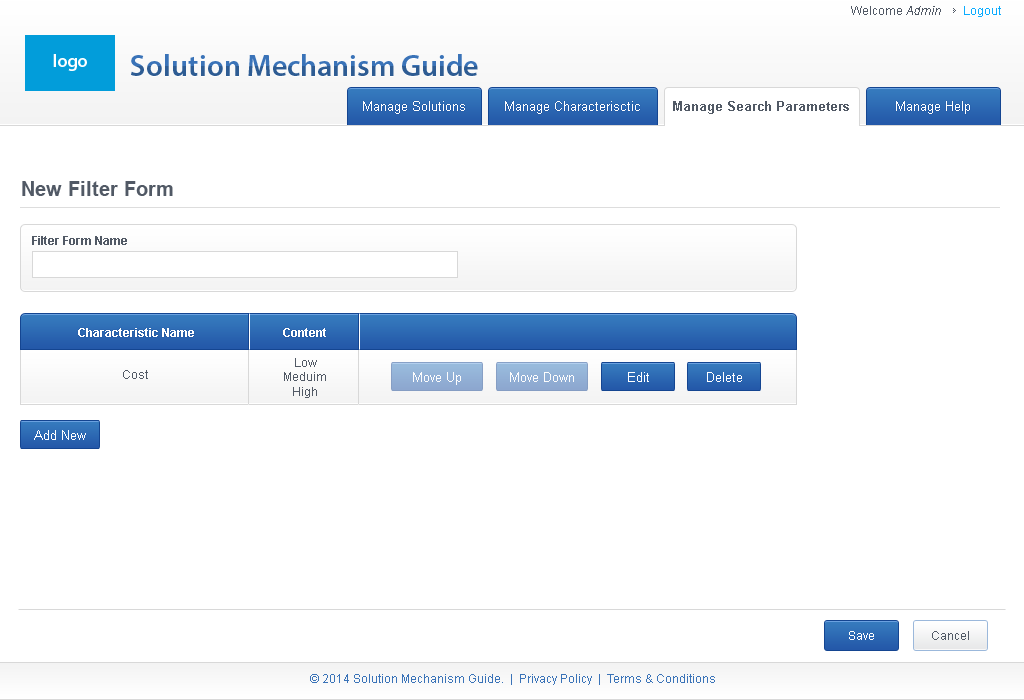 Welcome Admin › Logout
logo
Solution Mechanism Guide
Manage Solutions
Manage Characterisctic
Manage Search Parameters
Manage Help
New Filter Form
Filter Form Name
Characteristic Name
Content
Cost
Low
Meduim
High
Move Up
Move Down
Edit
Delete
Add New
Save
Cancel
© 2014 Solution Mechanism Guide. | Privacy Policy | Terms & Conditions